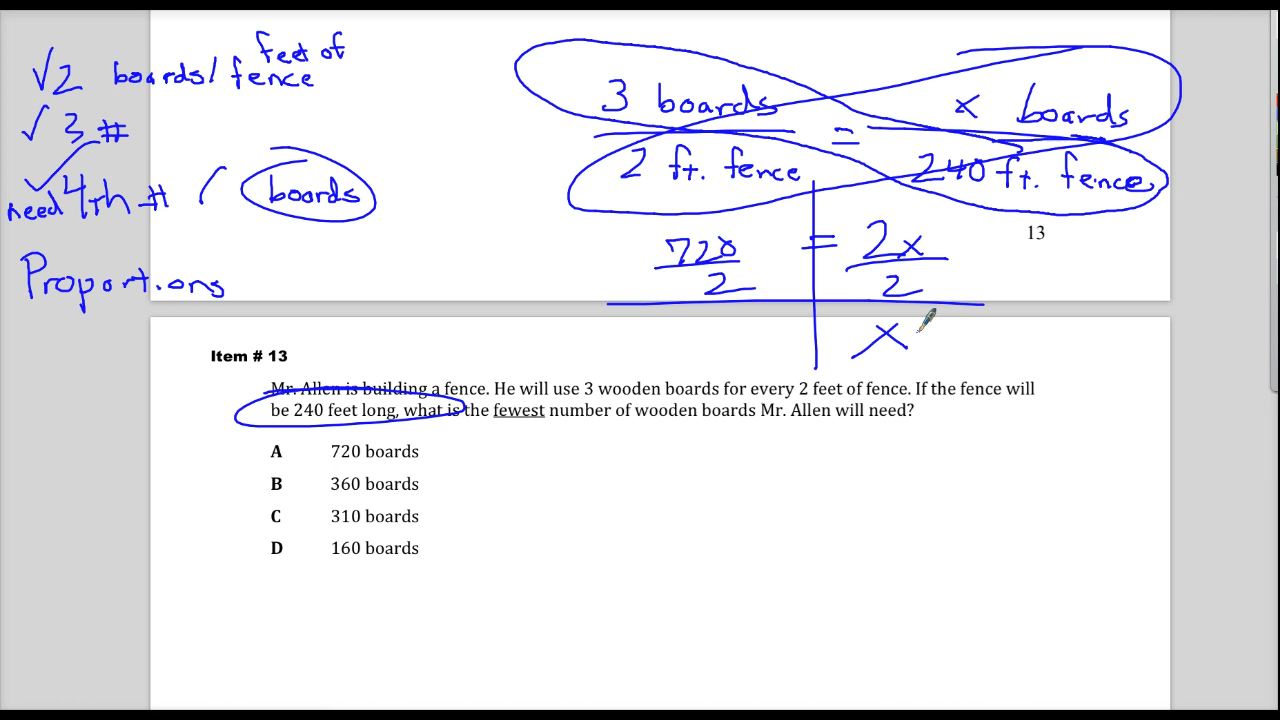 √2 boards/ feet of
fence
√ 3 #
need 4th # ( boards
Proportions
3 boards = x boards
2 ft. fence 240 ft. fence
720 = 2x
2 2
x
13
Item # 13
Mr. Allen is building a fence. He will use 3 wooden boards for every 2 feet of fence. If the fence will
be 240 feet long, what is the fewest number of wooden boards Mr. Allen will need?
A 720 boards
B 360 boards
C 310 boards
D 160 boards